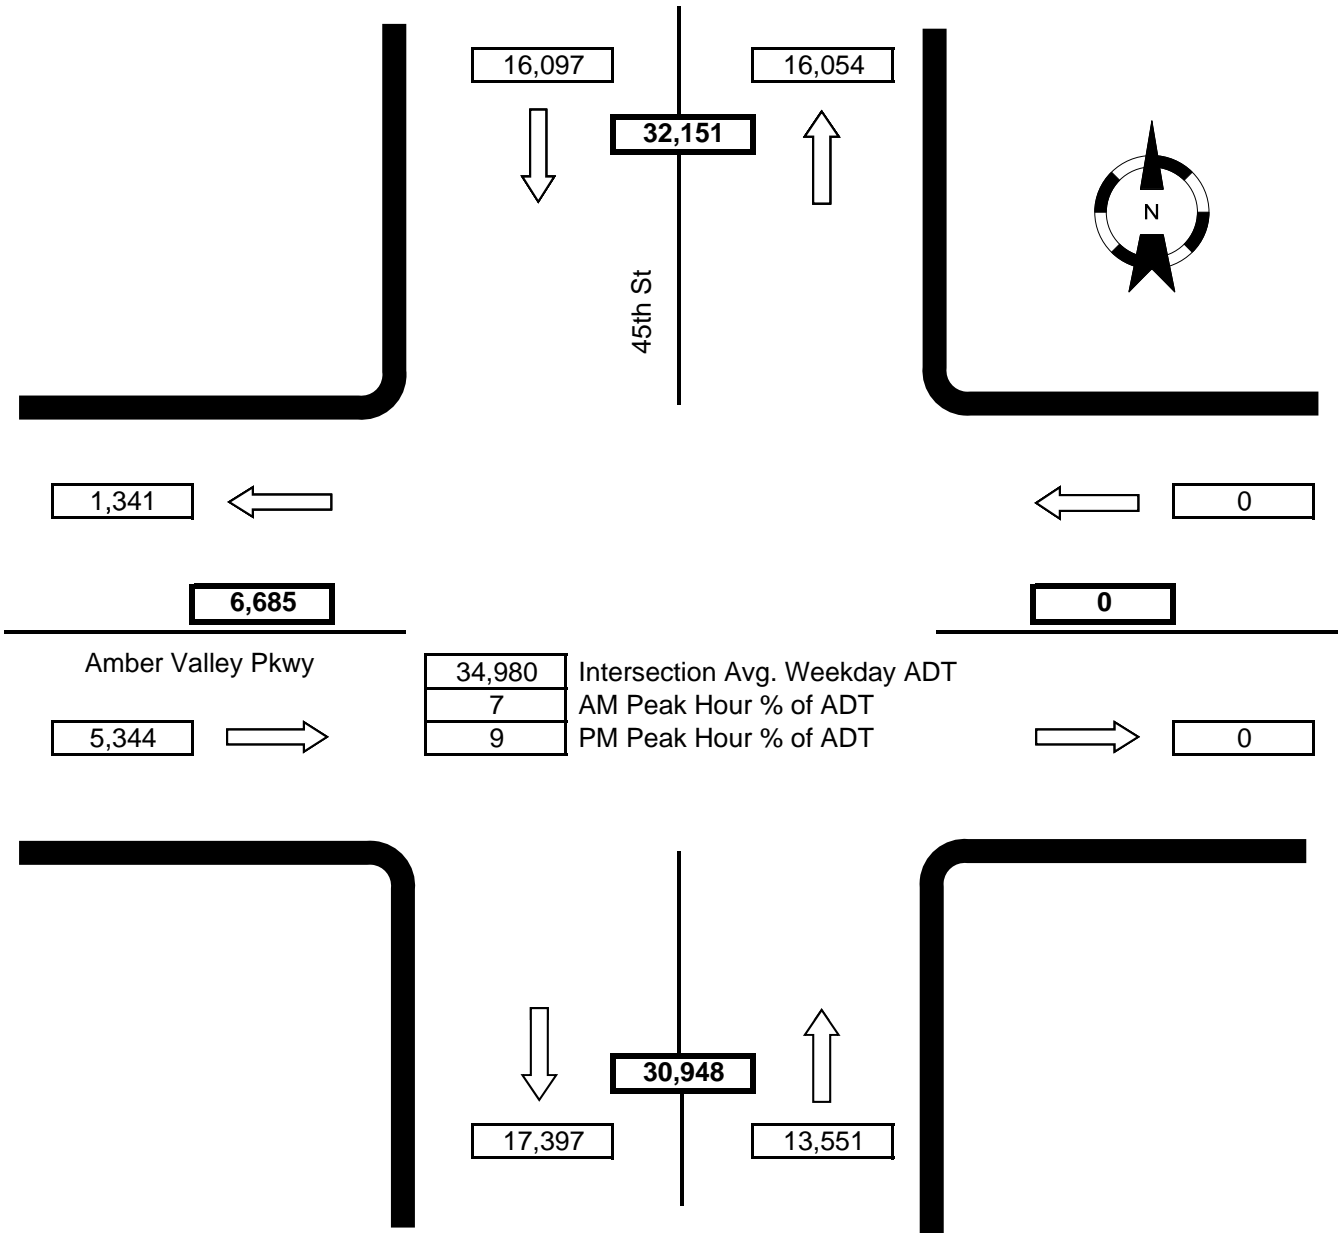 16,097
16,054
32,151
N
45th St
1,341
0
6,685
0
Amber Valley Pkwy
34,980 Intersection Avg. Weekday ADT
7 AM Peak Hour % of ADT
9 PM Peak Hour % of ADT
5,344
0
30,948
17,397
13,551